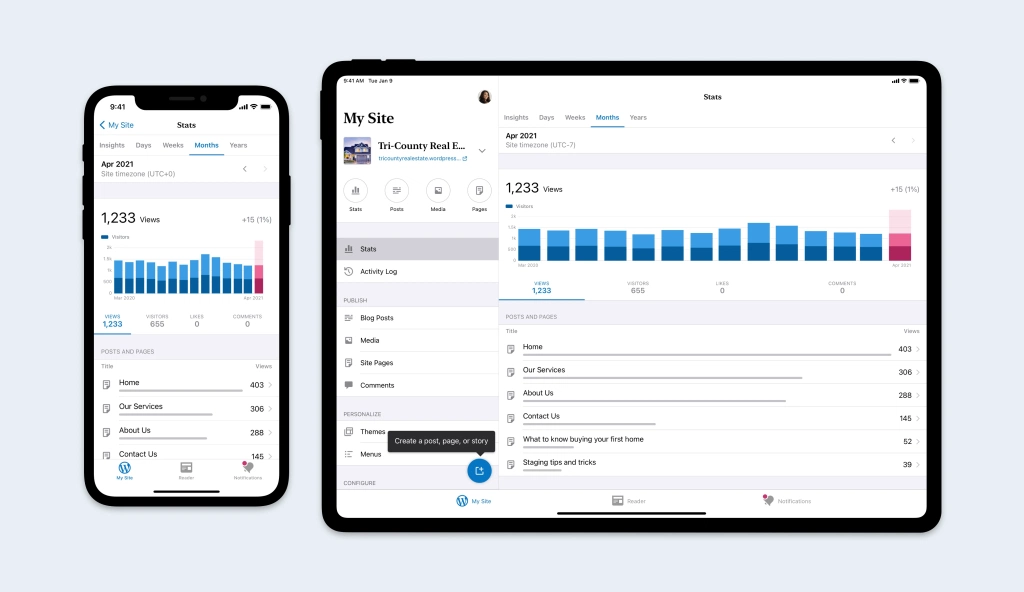 9:41
My Site
Stats
Insights Days Weeks Months Years
Apr 2021
Site timezone (UTC+0)
1,233 Views
+15 (1%)
Visitors
2k
1.5k
1k
500
0
Mar 2020
Apr 2021
VIEWS VISITORS LIKES COMMENTS
1,233 655 0 0
POSTS AND PAGES
Title Views
Home 403
Our Services 306
About Us 288
Contact Us 145
My Site Reader Notifications
9:41 AM Tue Jan 9
My Site
Tri-County Real E...
tricountyrealestate.wordpress...
Stats Posts Media Pages
Stats
Activity Log
PUBLISH
Blog Posts
Media
Site Pages
Comments
PERSONALIZE
Themes
Create a post, page, or story
Menus
CONFIGURE
Stats
Insights Days Weeks Months Years
Apr 2021
Site timezone (UTC-7)
1,233 Views
+15 (1%)
Visitors
2k
1.5k
1k
500
0
Mar 2020
Apr 2021
VIEWS VISITORS LIKES COMMENTS
1,233 655 0 0
POSTS AND PAGES
Title Views
Home 403
Our Services 306
About Us 288
Contact Us 145
What to know buying your first home 52
Staging tips and tricks 39
My Site Reader Notifications